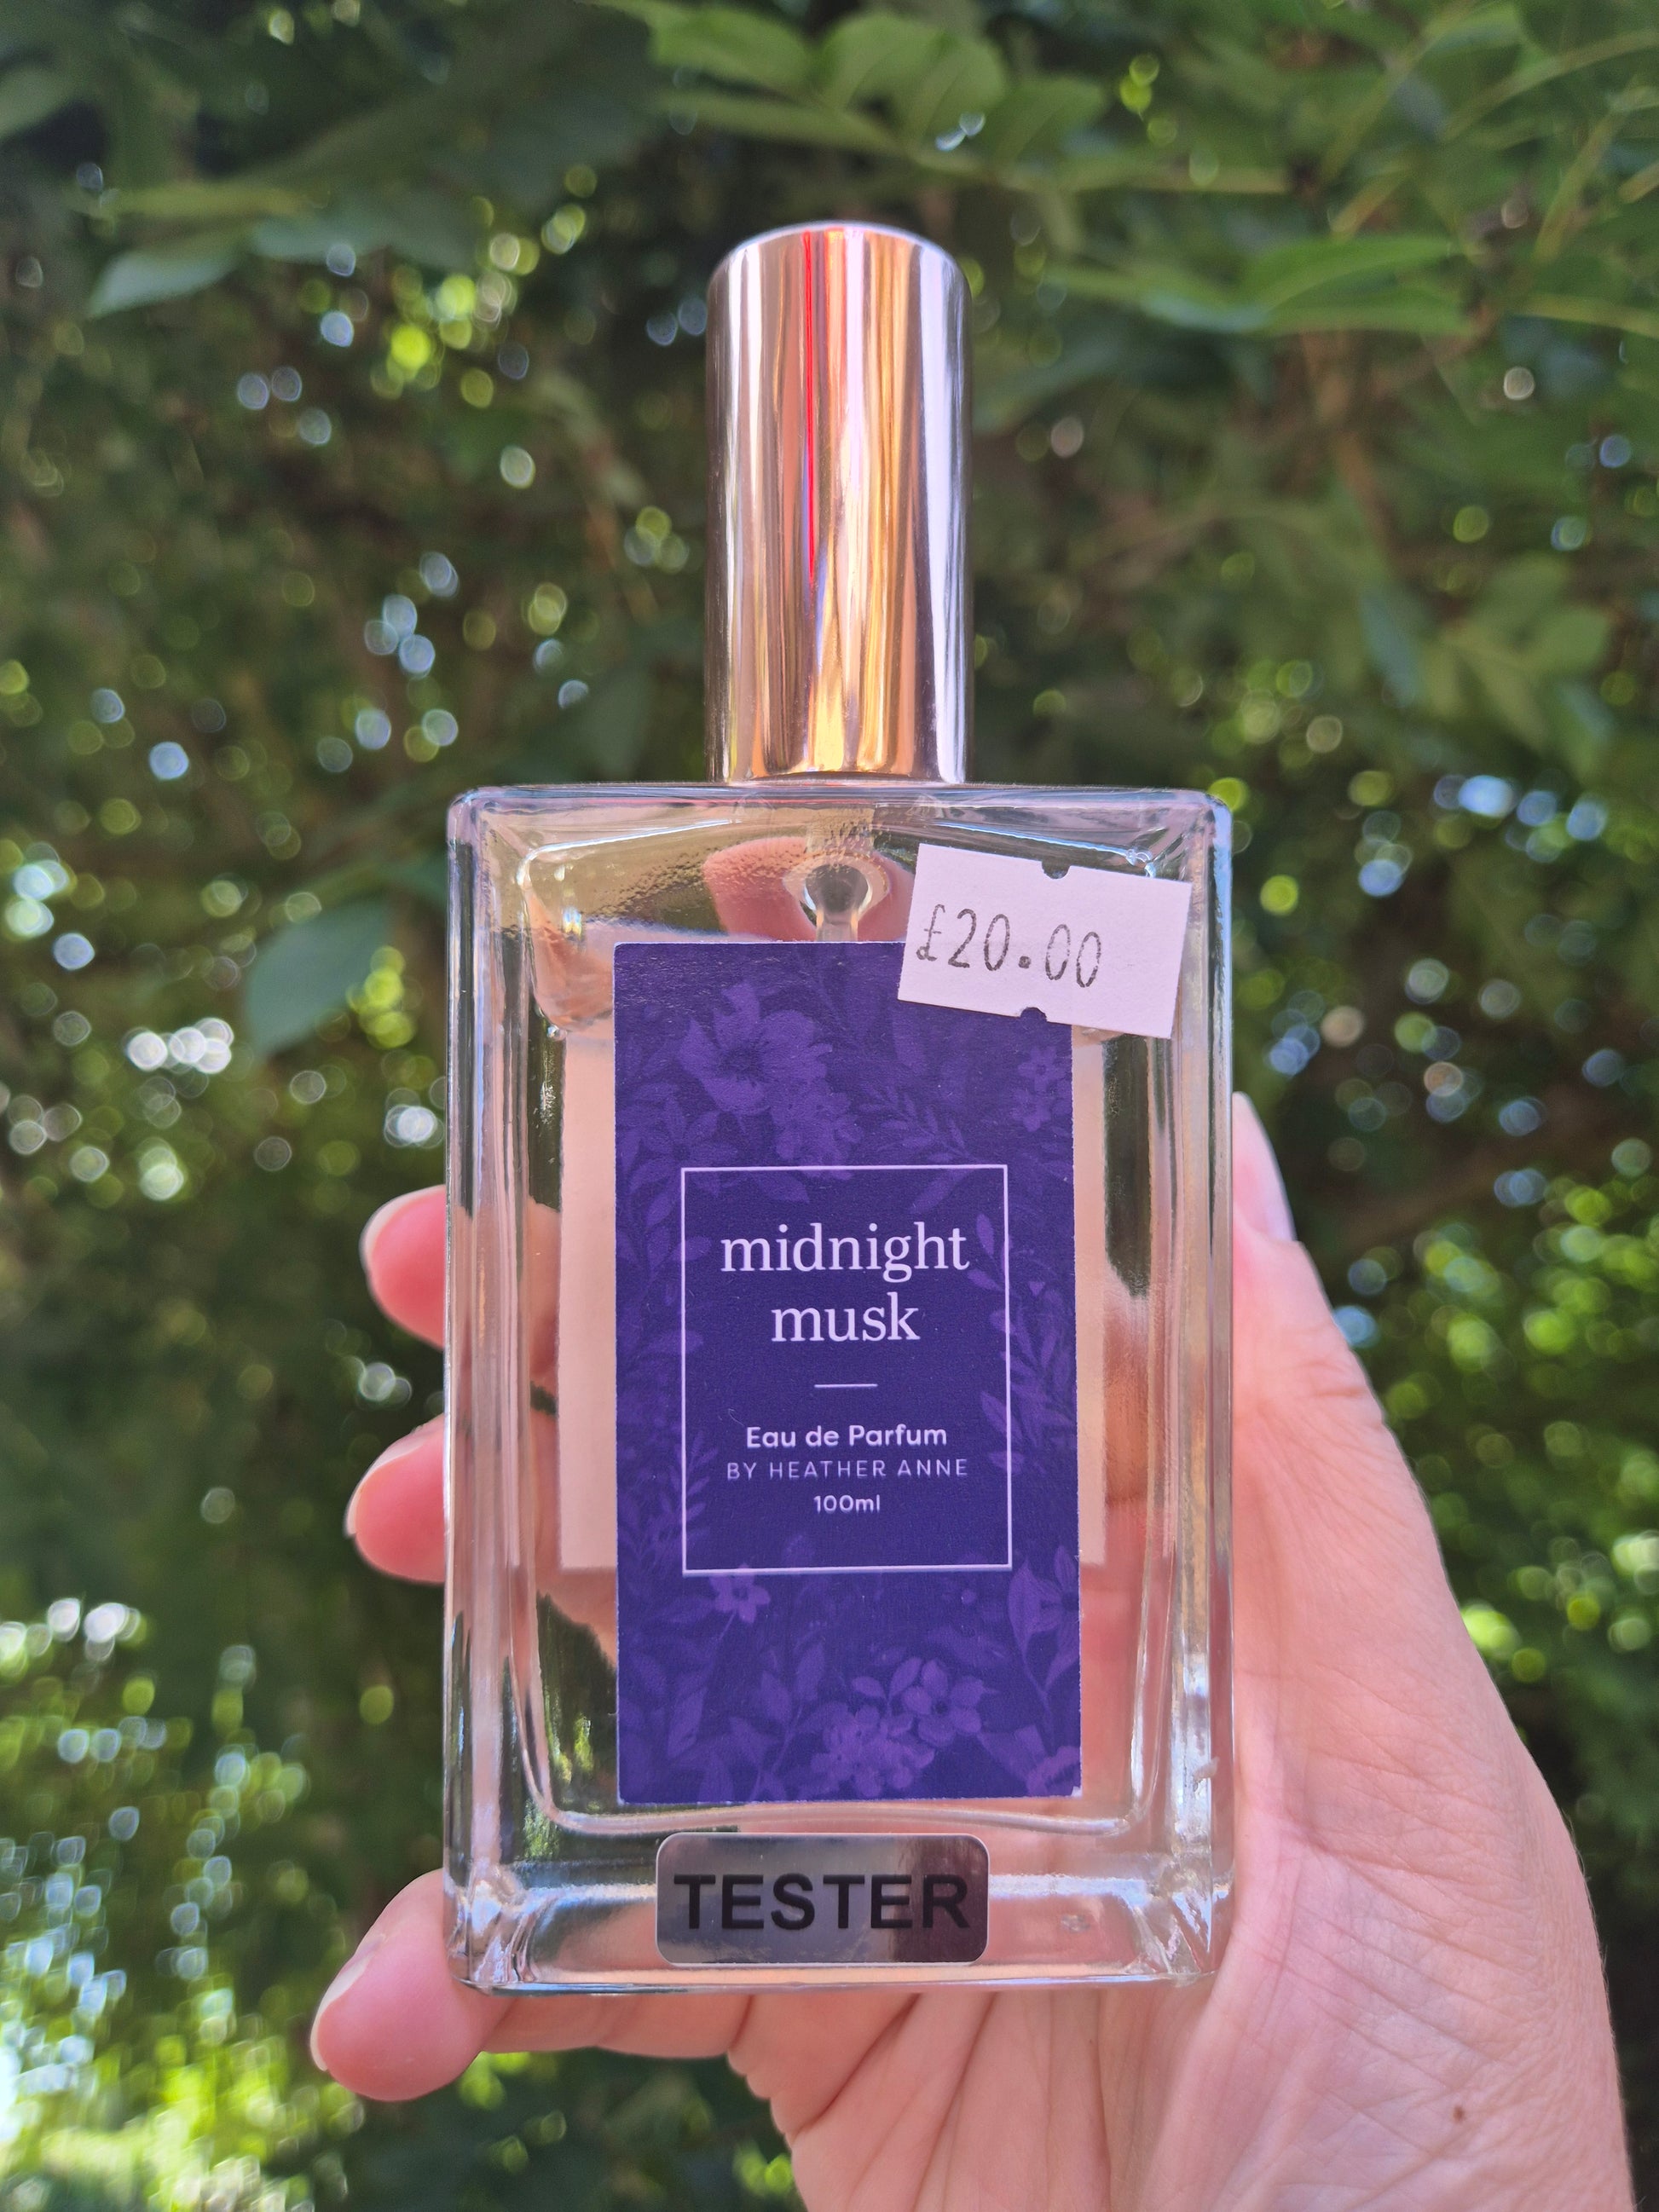 £20.00
midnight
musk
Eau de Parfum
BY HEATHER ANNE
100ml
TESTER